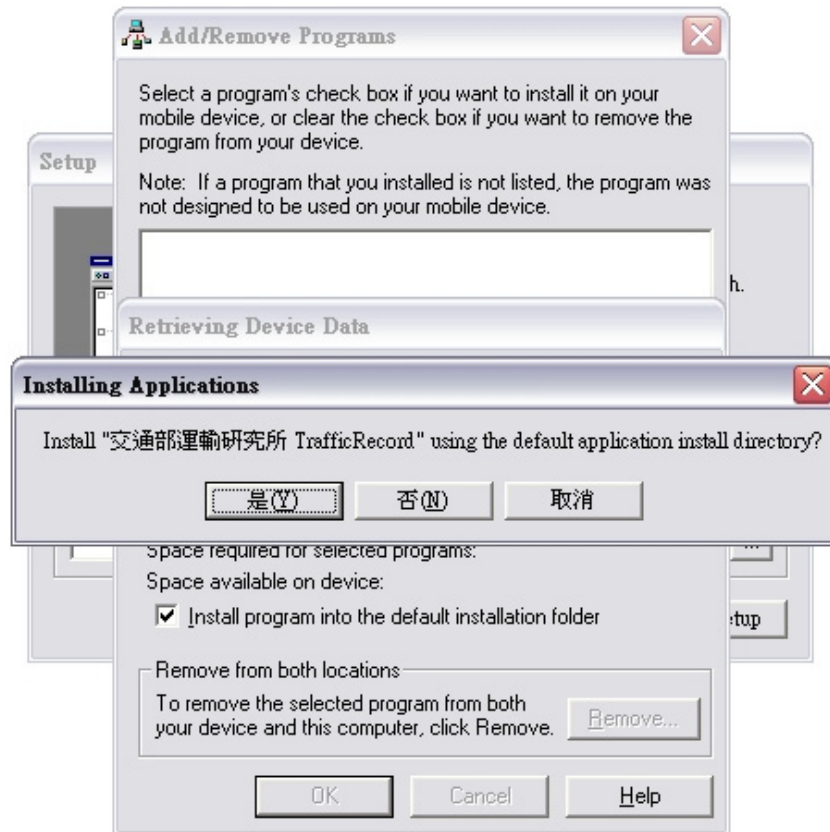 Add/Remove Programs
Select a program's check box if you want to install it on your
mobile device, or clear the check box if you want to remove the
program from your device.
Setup
Note: If a program that you installed is not listed, the program was
not designed to be used on your mobile device.
h.
Retrieving Device Data
Installing Applications
Install "交通部運輸研究所 TrafficRecord" using the default application install directory?
是(Y)
否(N)
取消
Space required for selected programs:
...
Space available on device:
Install program into the default installation folder
etup
Remove from both locations
To remove the selected program from both
your device and this computer, click Remove.
Remove...
OK
Cancel
Help